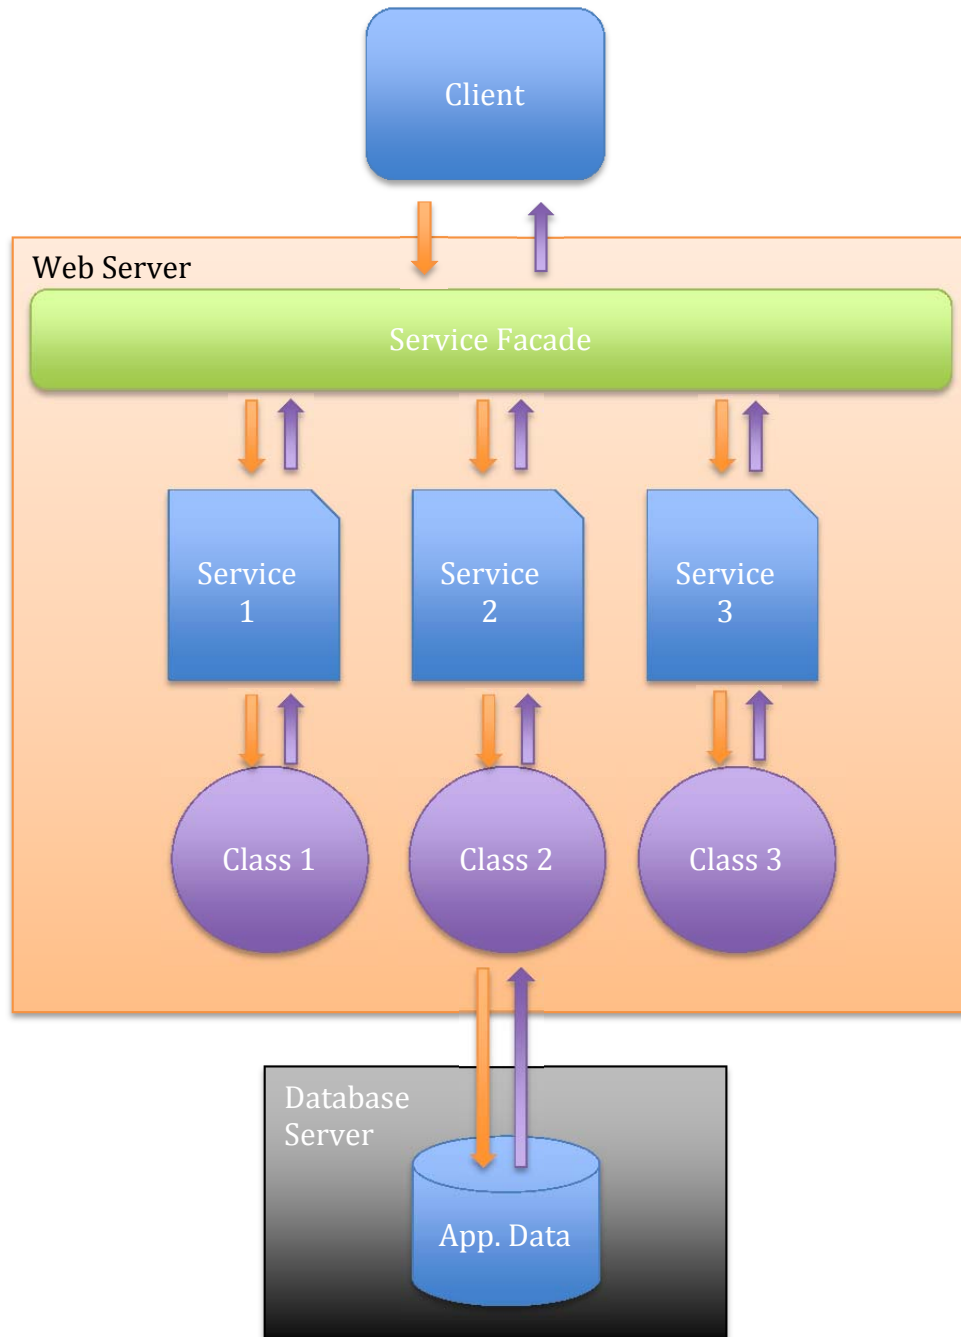 Client
Web Server
Service Facade
Service
1
Service
2
Service
3
Class 1
Class 2
Class 3
Database
Server
App. Data